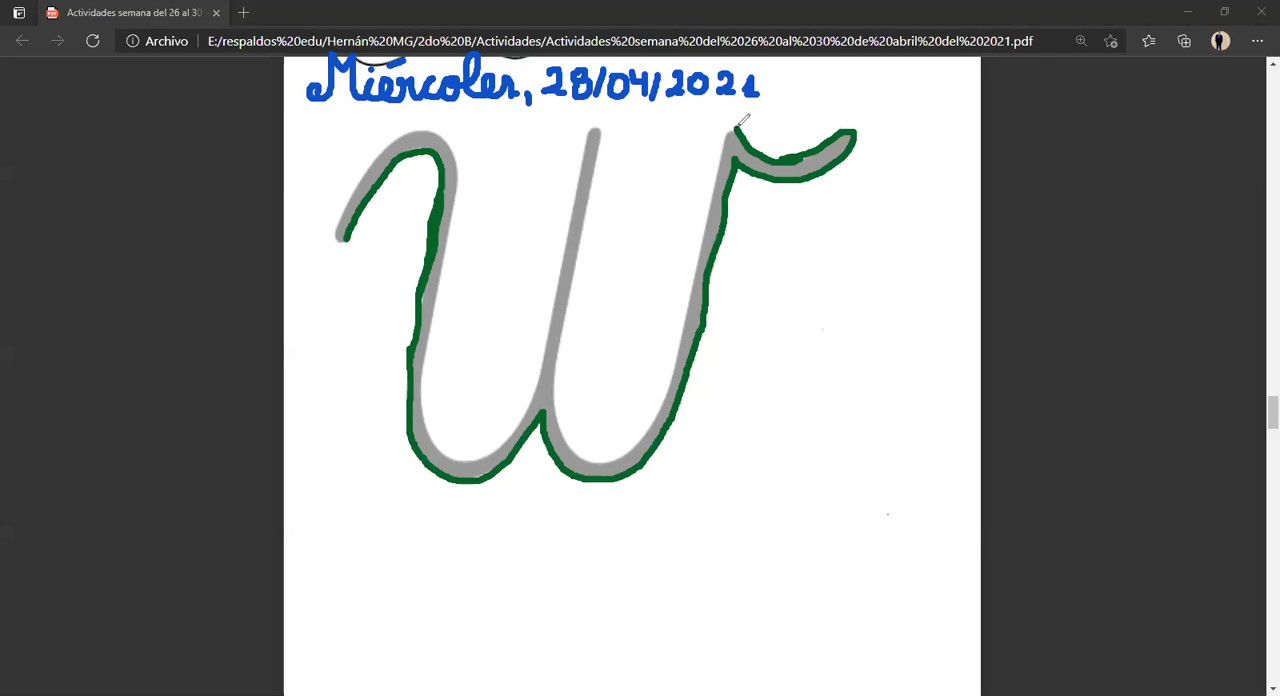 Actividades semana del 26 al 30
Archivo E:/respaldos%20edu/Hernán%20MG/2do%20B/Actividades/Actividades%20semana%20del%2026%20al%2030%20de%20abril%20del%202021.pdf
Miércoles, 28/04/2021
W